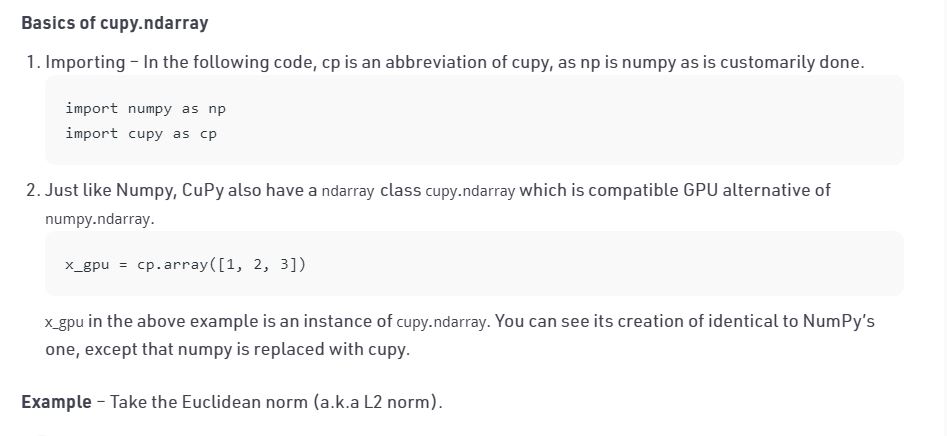 Basics of cupy.ndarray
1. Importing – In the following code, cp is an abbreviation of cupy, as np is numpy as is customarily done.
import numpy as np
import cupy as cp
2. Just like Numpy, CuPy also have a ndarray class cupy.ndarray which is compatible GPU alternative of
numpy.ndarray.
x_gpu = cp.array([1, 2, 3])
x_gpu in the above example is an instance of cupy.ndarray. You can see its creation of identical to NumPy's
one, except that numpy is replaced with cupy.
Example – Take the Euclidean norm (a.k.a L2 norm).